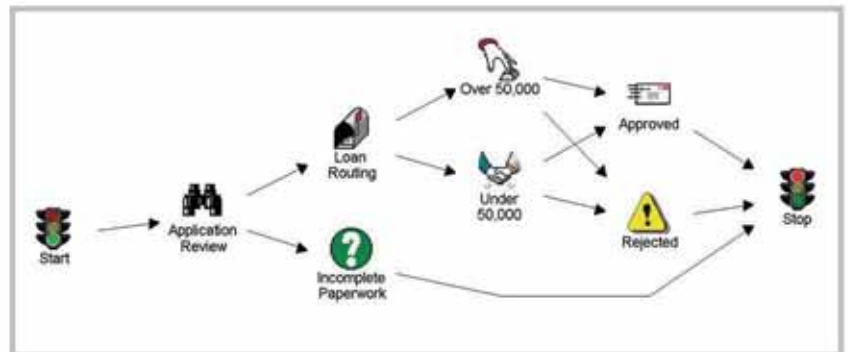 Start
Application
Review
Loan
Routing
Incomplete
Paperwork
Over 50,000
Under
50,000
Approved
Rejected
Stop